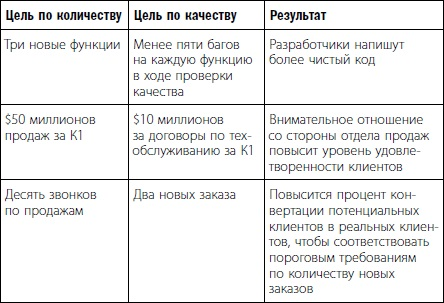 Цель по количеству
Цель по качеству
Результат
Три новые функции
Менее пяти багов
на каждую функцию
в ходе проверки
качества
Разработчики напишут
более чистый код
$50 миллионов
продаж за К1
$10 миллионов
за договоры по тех-
обслуживанию за К1
Внимательное отношение
со стороны отдела продаж
повысит уровень удовле-
творенности клиентов
Десять звонков
по продажам
Два новых заказа
Повысится процент кон-
вертации потенциальных
клиентов в реальных клиен-
тов, чтобы соответствовать
пороговым требованиям
по количеству новых
заказов